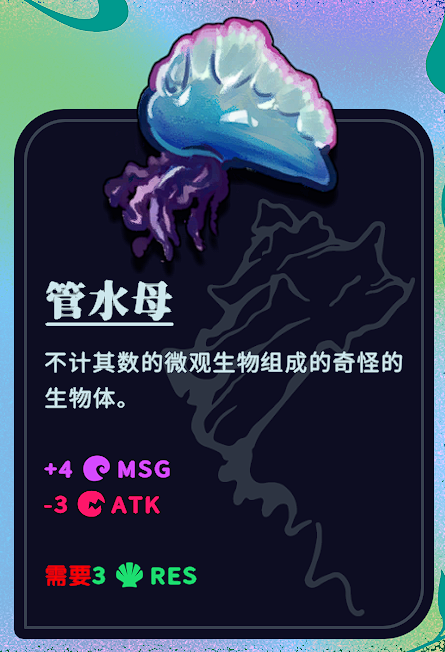 管水母
不计其数的微观生物组成的奇怪的
生物体。
+4 MSG
-3 ATK
需要3 RES